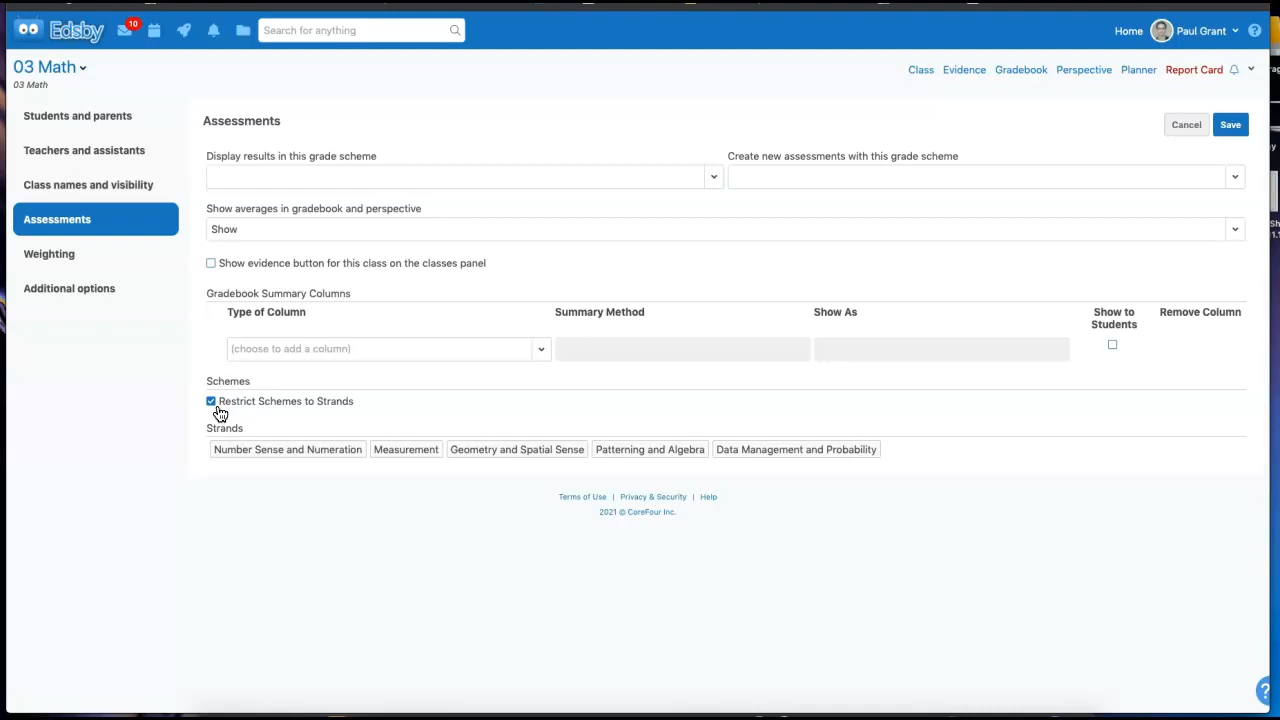 Edsby
10
Search for anything
Home
Paul Grant
?
03 Math
03 Math
Class
Evidence
Gradebook
Perspective
Planner
Report Card
Students and parents
Teachers and assistants
Class names and visibility
Assessments
Weighting
Additional options
Assessments
Cancel
Save
Display results in this grade scheme
Create new assessments with this grade scheme
Show averages in gradebook and perspective
Show
Show evidence button for this class on the classes panel
Gradebook Summary Columns
Type of Column
Summary Method
Show As
Show to
Students
Remove Column
(choose to add a column)
Schemes
Restrict Schemes to Strands
Strands
Number Sense and Numeration
Measurement
Geometry and Spatial Sense
Patterning and Algebra
Data Management and Probability
Terms of Use | Privacy & Security | Help
2021 © CoreFour Inc.
?